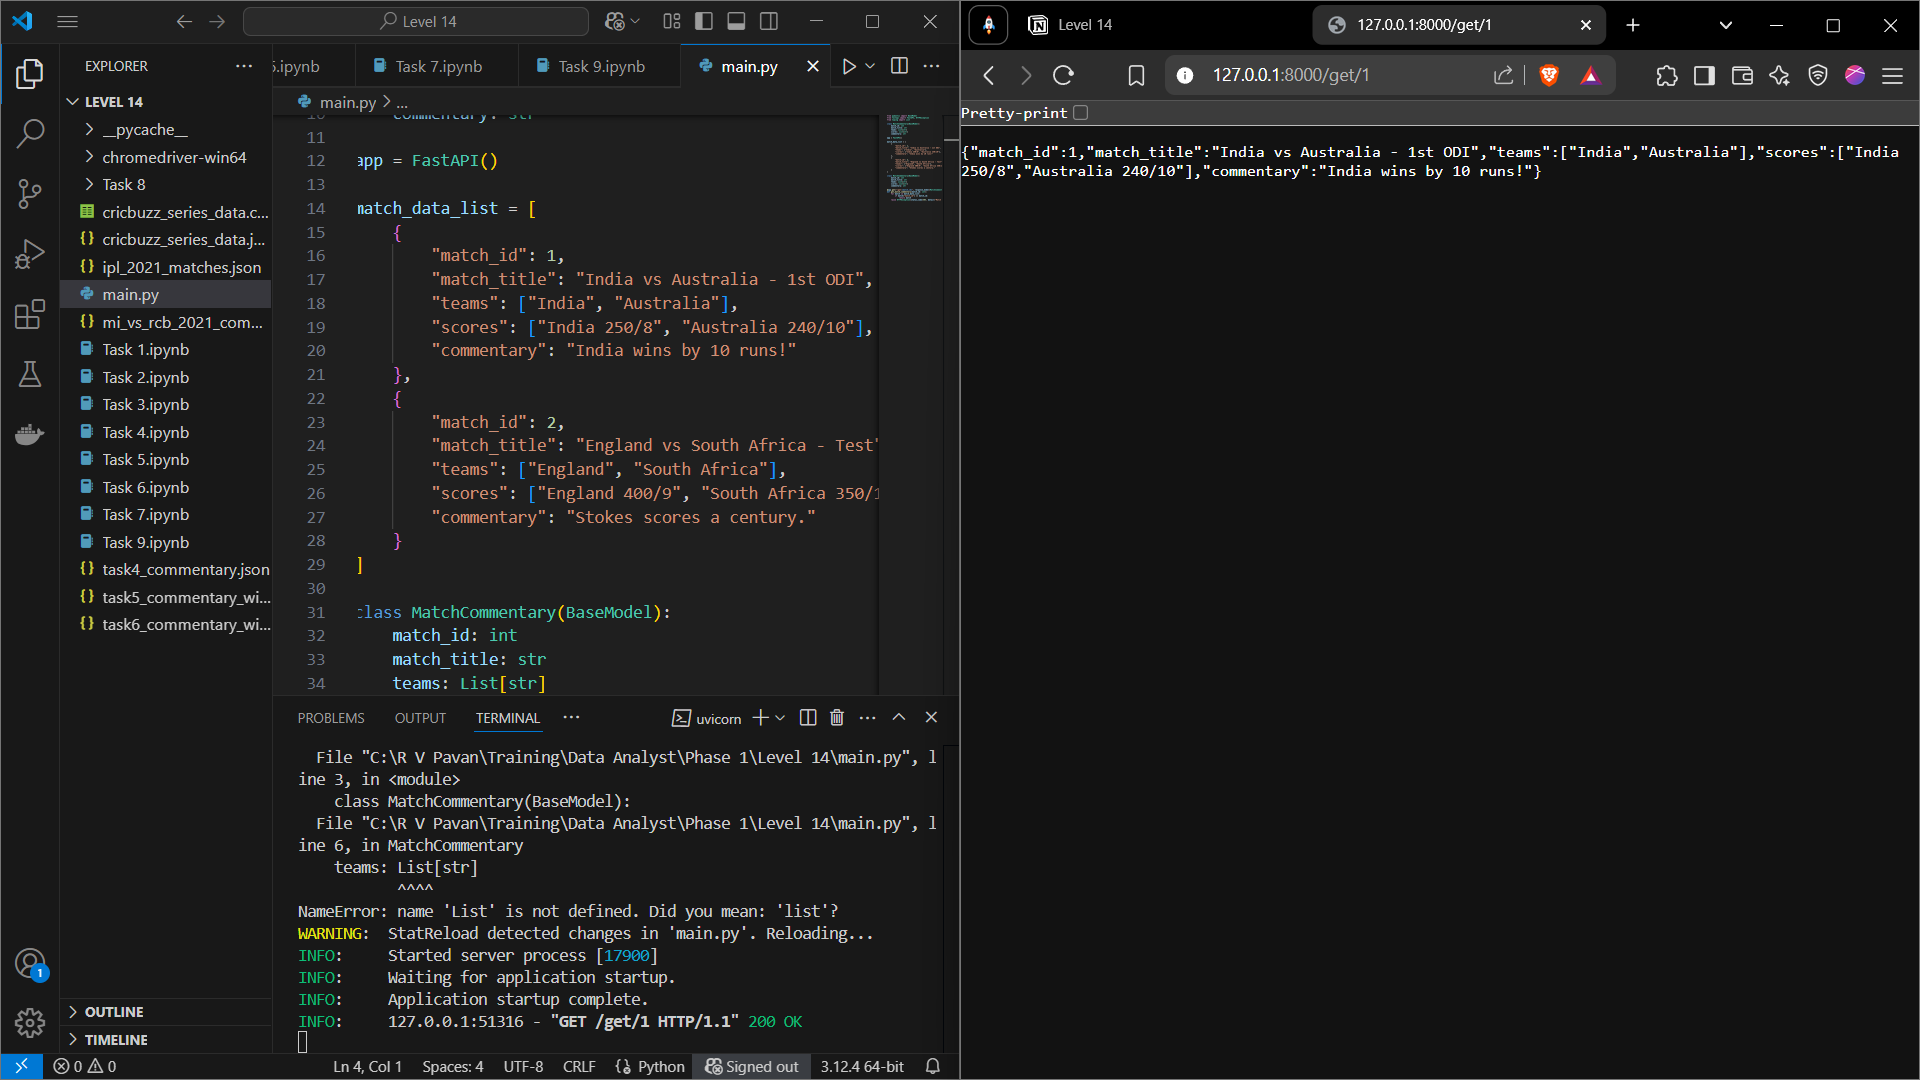 Level 14
EXPLORER
LEVEL 14
__pycache__
chromedriver-win64
Task 8
cricbuzz_series_data.c...
cricbuzz_series_data.j...
ipl_2021_matches.json
main.py
mi_vs_rcb_2021_com...
Task 1.ipynb
Task 2.ipynb
Task 3.ipynb
Task 4.ipynb
Task 5.ipynb
Task 6.ipynb
Task 7.ipynb
Task 9.ipynb
task4_commentary.json
task5_commentary_wi...
task6_commentary_wi...
OUTLINE
TIMELINE
1
5.ipynb
Task 7.ipynb
Task 9.ipynb
main.py
main.py > ...
10 commentary: str
11
12 app = FastAPI()
13
14 match_data_list = [
15 {
16 "match_id": 1,
17 "match_title": "India vs Australia - 1st ODI",
18 "teams": ["India", "Australia"],
19 "scores": ["India 250/8", "Australia 240/10"],
20 "commentary": "India wins by 10 runs!"
21 },
22 {
23 "match_id": 2,
24 "match_title": "England vs South Africa - Test"
25 "teams": ["England", "South Africa"],
26 "scores": ["England 400/9", "South Africa 350/1
27 "commentary": "Stokes scores a century."
28 }
29 ]
30
31 class MatchCommentary(BaseModel):
32 match_id: int
33 match_title: str
34 teams: List[str]
PROBLEMS OUTPUT TERMINAL ... uvicorn
File "C:\R V Pavan\Training\Data Analyst\Phase 1\Level 14\main.py", l
ine 3, in <module>
class MatchCommentary(BaseModel):
File "C:\R V Pavan\Training\Data Analyst\Phase 1\Level 14\main.py", l
ine 6, in MatchCommentary
teams: List[str]
^^^^
NameError: name 'List' is not defined. Did you mean: 'list'?
WARNING: StatReload detected changes in 'main.py'. Reloading...
INFO: Started server process [17900]
INFO: Waiting for application startup.
INFO: Application startup complete.
INFO: 127.0.0.1:51316 - "GET /get/1 HTTP/1.1" 200 OK
0 0 Ln 4, Col 1 Spaces: 4 UTF-8 CRLF Python Signed out 3.12.4 64-bit
Level 14
127.0.0.1:8000/get/1
127.0.0.1:8000/get/1
Pretty-print
{"match_id":1,"match_title":"India vs Australia - 1st ODI","teams":["India","Australia"],"scores":["India
250/8","Australia 240/10"],"commentary":"India wins by 10 runs!"}